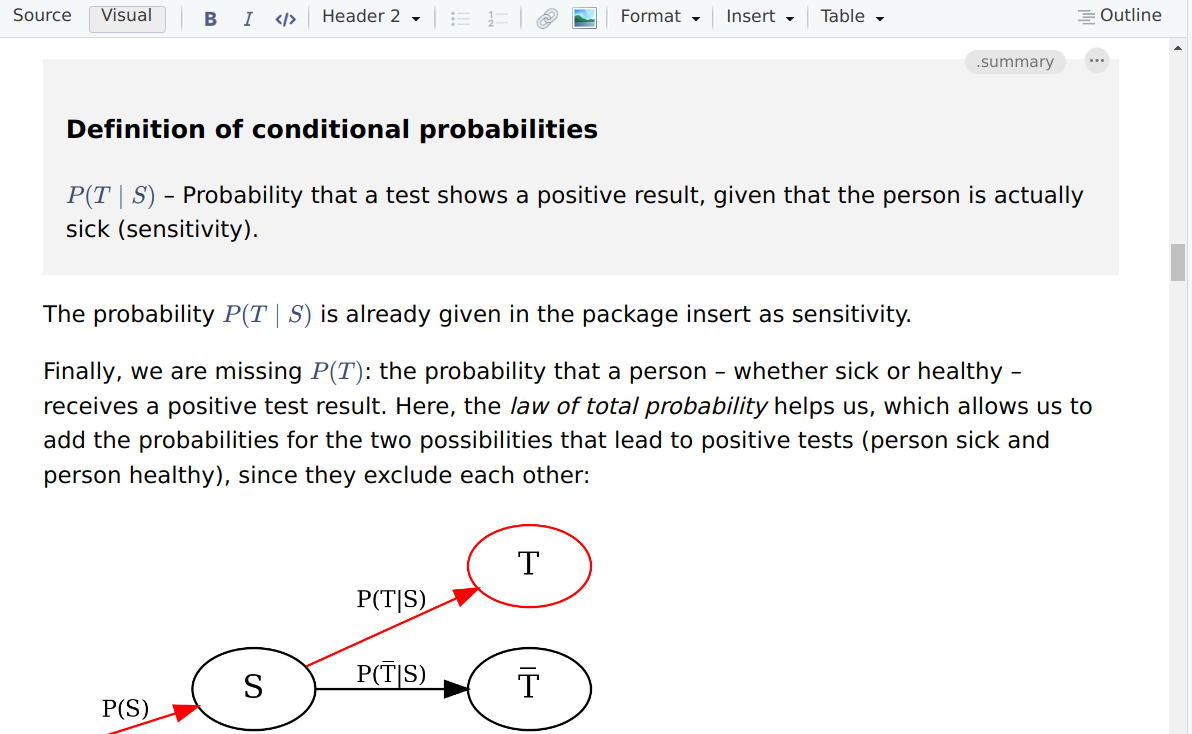 Source Visual B I </> Header 2 Format Insert Table Outline
.summary ...
Definition of conditional probabilities
P(T | S) – Probability that a test shows a positive result, given that the person is actually
sick (sensitivity).
The probability P(T | S) is already given in the package insert as sensitivity.
Finally, we are missing P(T): the probability that a person – whether sick or healthy –
receives a positive test result. Here, the law of total probability helps us, which allows us to
add the probabilities for the two possibilities that lead to positive tests (person sick and
person healthy), since they exclude each other:
T
P(T|S)
P(T̅|S)
S
T̅
P(S)